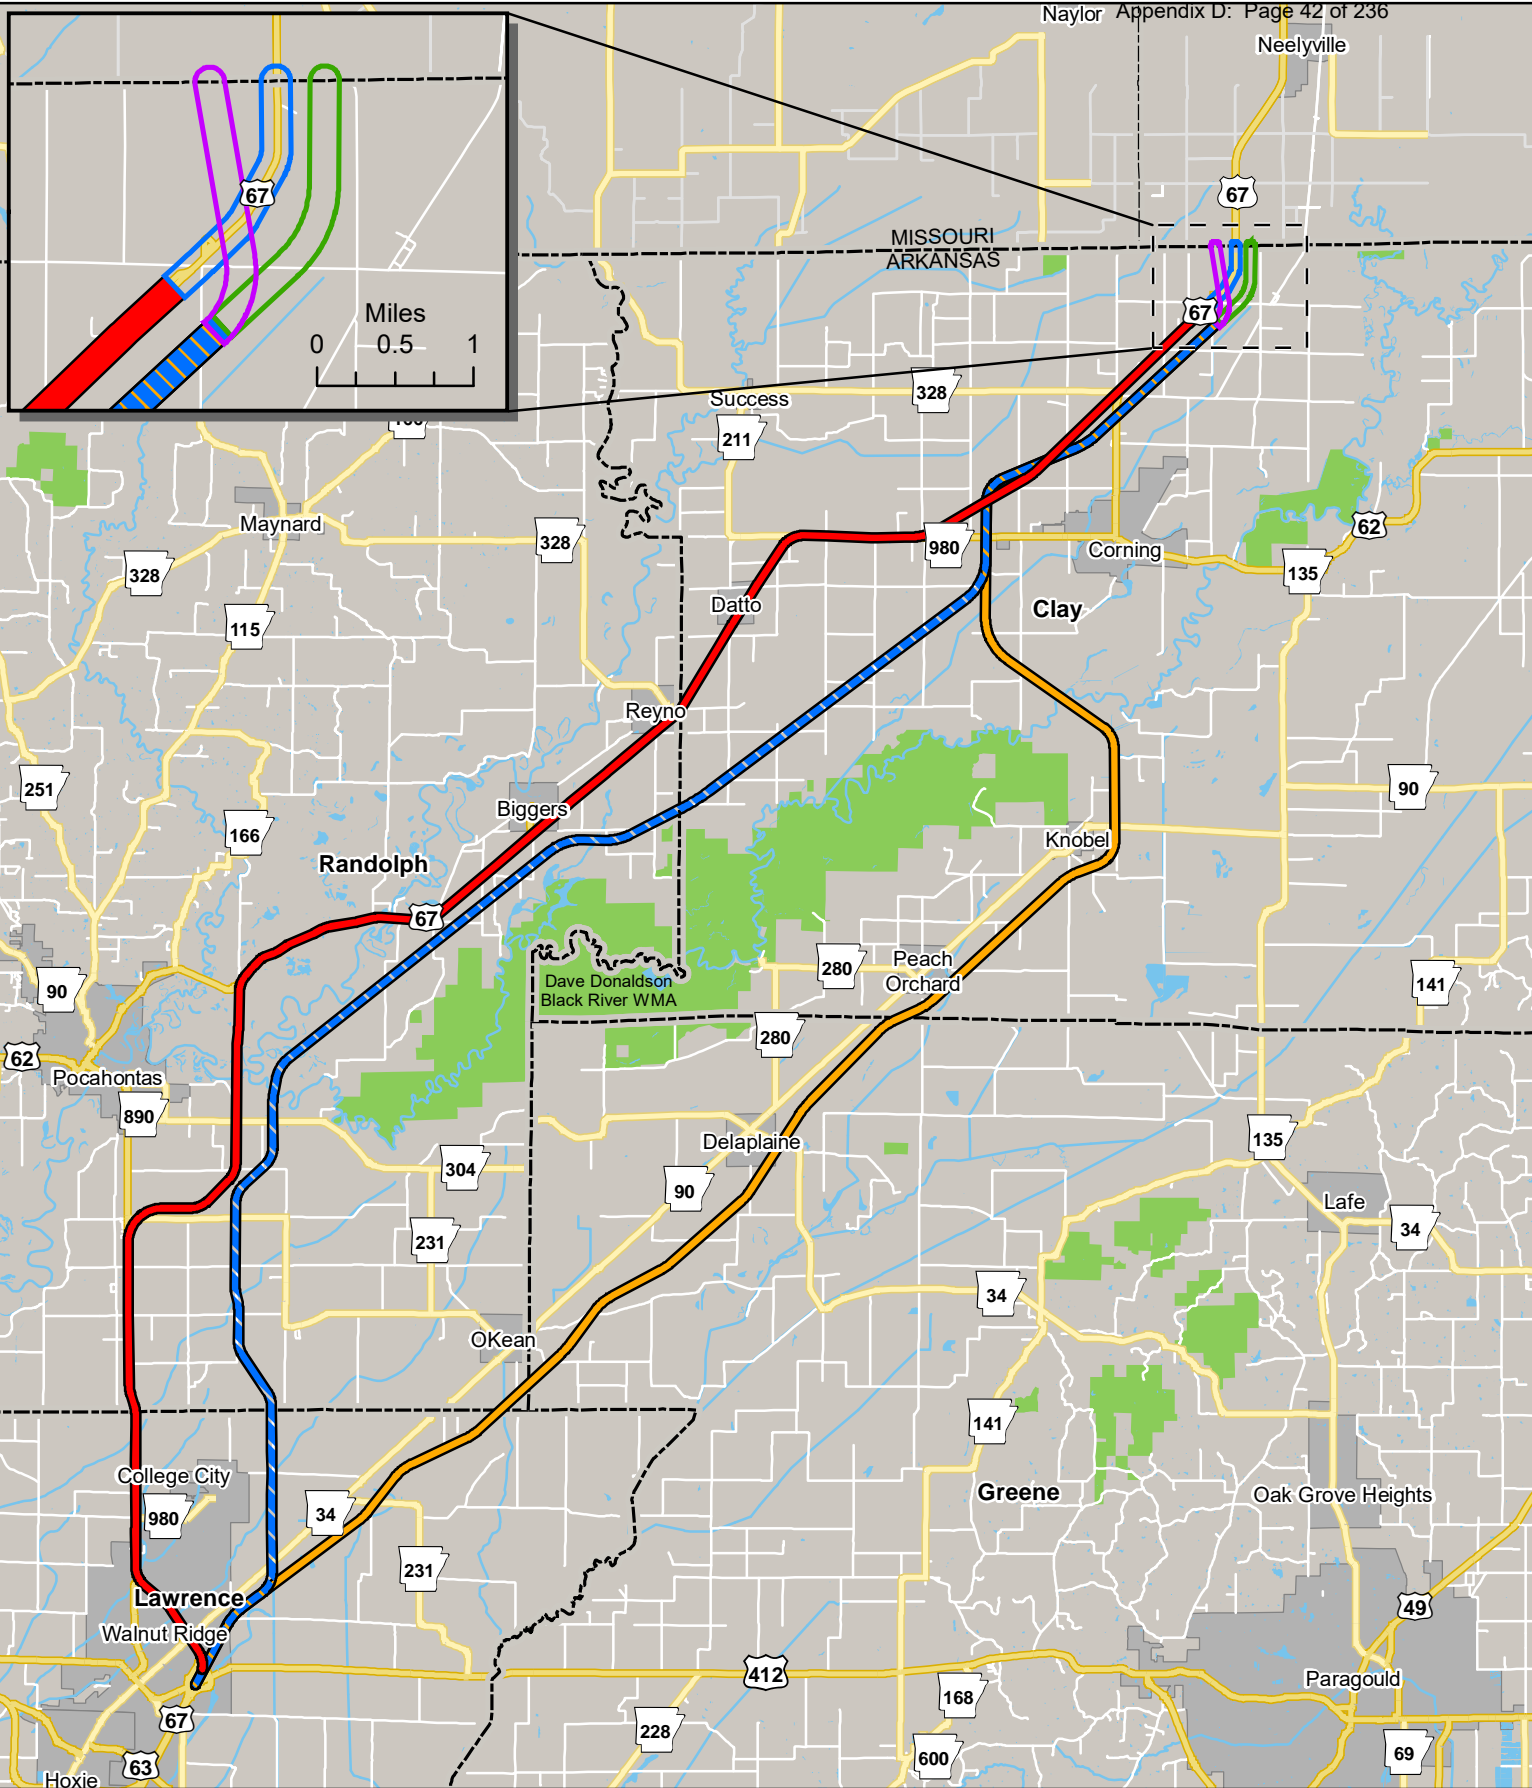 Naylor
Appendix D: Page 42 of 236
Neelyville
67
67
Miles
0 0.5 1
MISSOURI
ARKANSAS
67
328
Success
211
Maynard
328
980
Corning
62
135
328
Datto
Clay
115
Reyno
251
90
Biggers
166
Knobel
Randolph
67
Peach
Orchard
280
90
Dave Donaldson
Black River WMA
141
280
62
Pocahontas
890
Delaplaine
135
304
90
Lafe
34
231
34
OKean
141
College City
980
34
Greene
Oak Grove Heights
231
Lawrence
49
Walnut Ridge
412
Paragould
168
67
228
600
69
63
Hoxie